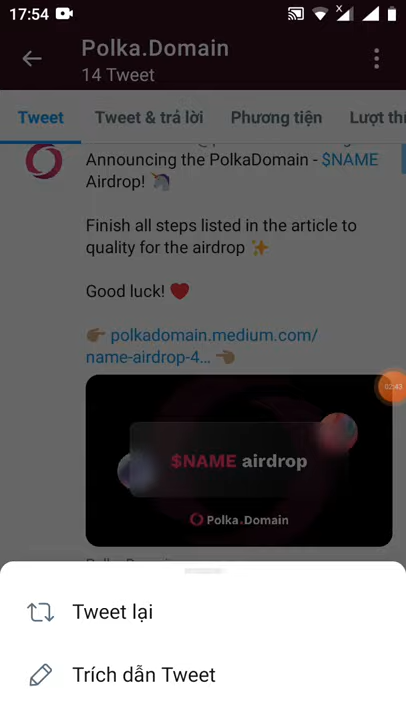 17:54
Polka.Domain
14 Tweet
Tweet
Tweet & trả lời
Phương tiện
Lượt thí
Announcing the PolkaDomain - $NAME
Airdrop! 🦄
Finish all steps listed in the article to
quality for the airdrop ✨
Good luck! ❤️
👉🏽 polkadomain.medium.com/
name-airdrop-4... 👈🏽
02:43
$NAME airdrop
Polka.Domain
Tweet lại
Trích dẫn Tweet